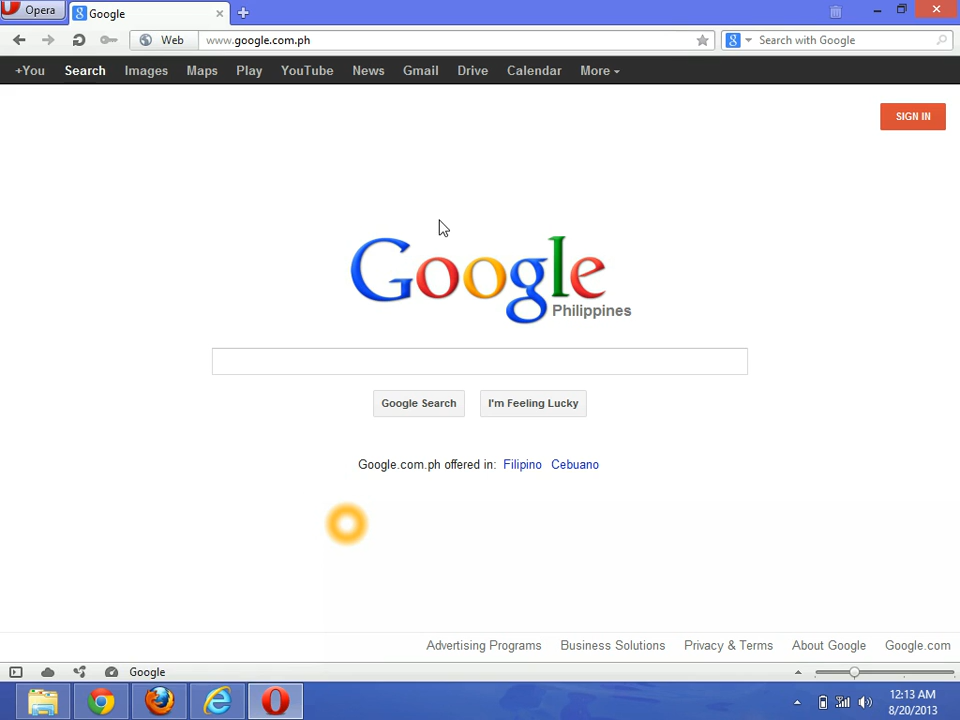 Opera
Google
Web
www.google.com.ph
Search with Google
+You Search Images Maps Play YouTube News Gmail Drive Calendar More
SIGN IN
Google
Philippines
Google Search
I'm Feeling Lucky
Google.com.ph offered in: Filipino Cebuano
Advertising Programs Business Solutions Privacy & Terms About Google Google.com
Google
12:13 AM
8/20/2013